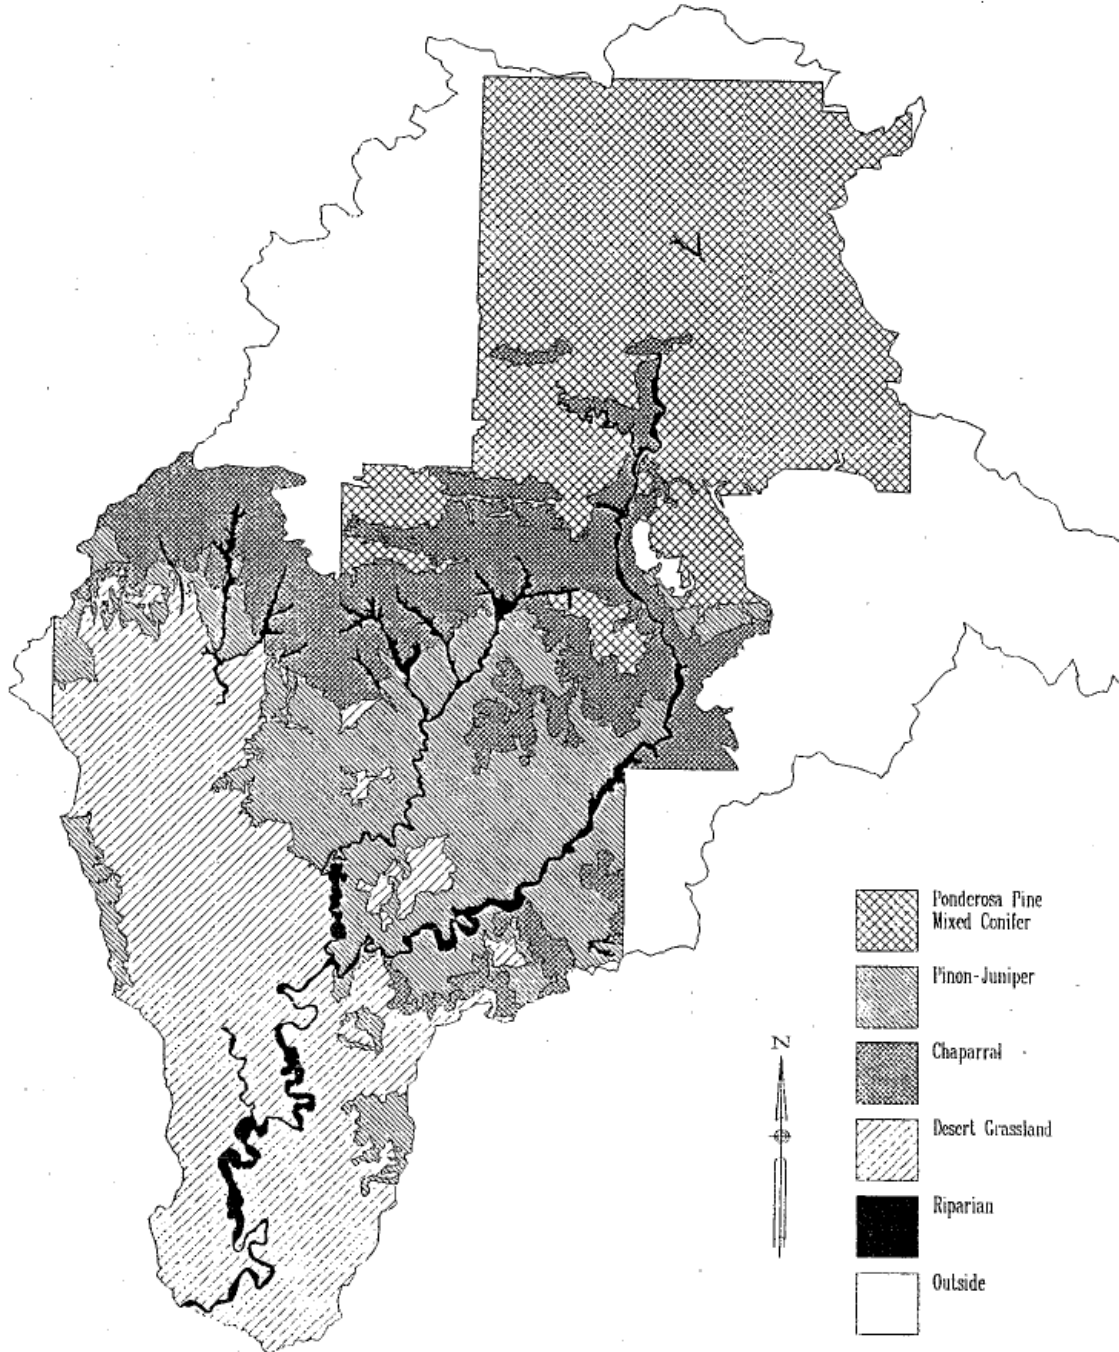 Ponderosa Pine
Mixed Conifer
Pinon-Juniper
Chaparral
Desert Grassland
Riparian
Outside
N